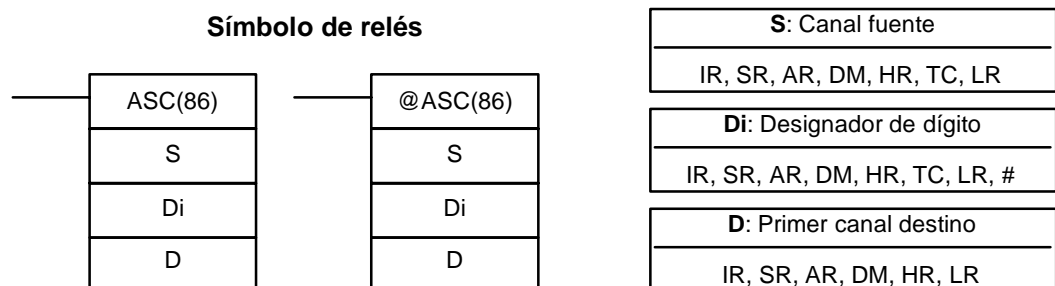 Símbolo de relés
ASC(86)
S
Di
D
@ASC(86)
S
Di
D
S: Canal fuente
IR, SR, AR, DM, HR, TC, LR
Di: Designador de dígito
IR, SR, AR, DM, HR, TC, LR, #
D: Primer canal destino
IR, SR, AR, DM, HR, LR